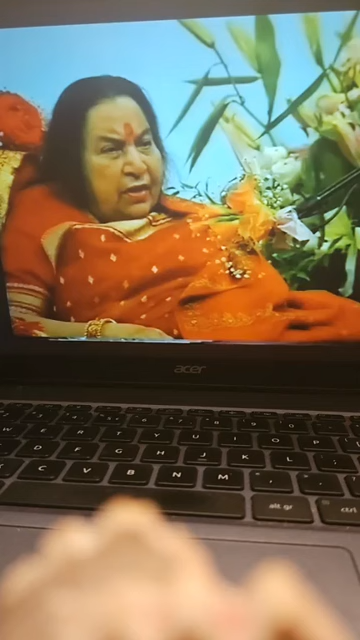 acer
E R T Y U I O P
D F G H J K L
C V B N M
alt gr ctrl